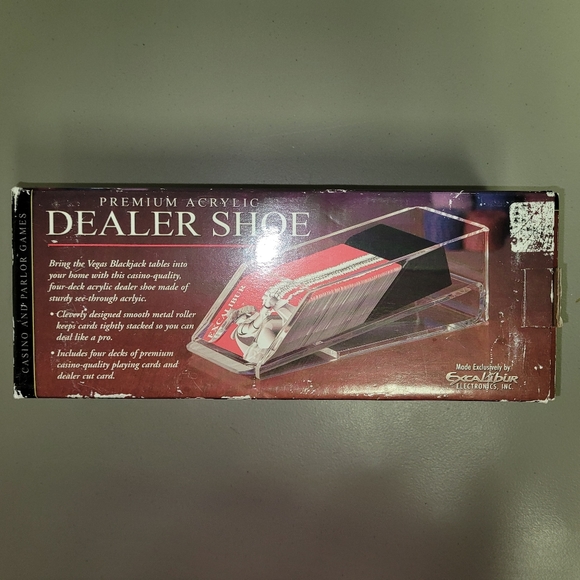 CASINO AND PARLOR GAMES
PREMIUM ACRYLIC
DEALER SHOE
Bring the Vegas Blackjack tables into
your home with this casino-quality,
four-deck acrylic dealer shoe made of
sturdy see-through acrlyic.
• Cleverly designed smooth metal roller
keeps cards tightly stacked so you can
deal like a pro.
• Includes four decks of premium
casino-quality playing cards and
dealer cut card.
EXCALIBUR
Made Exclusively by:
Excalibur
ELECTRONICS, INC.